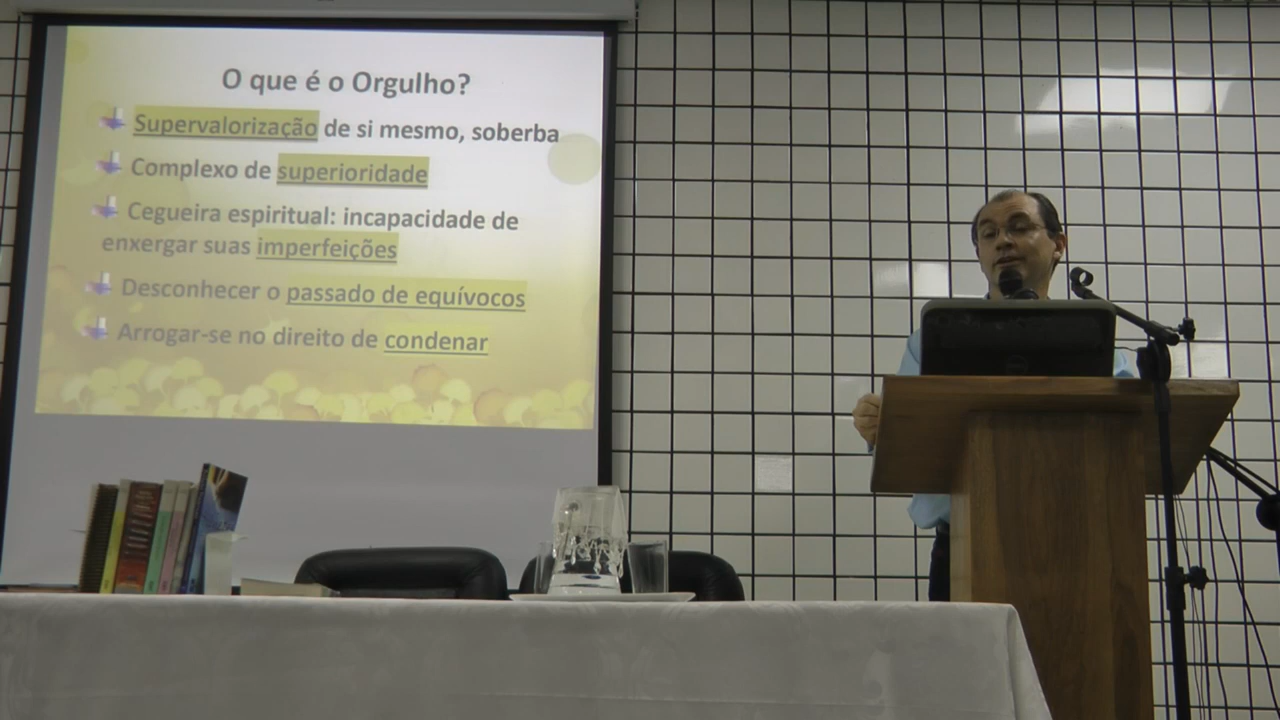 O que é o Orgulho?
Supervalorização de si mesmo, soberba
Complexo de superioridade
Cegueira espiritual: incapacidade de
enxergar suas imperfeições
Desconhecer o passado de equívocos
Arrogar-se no direito de condenar